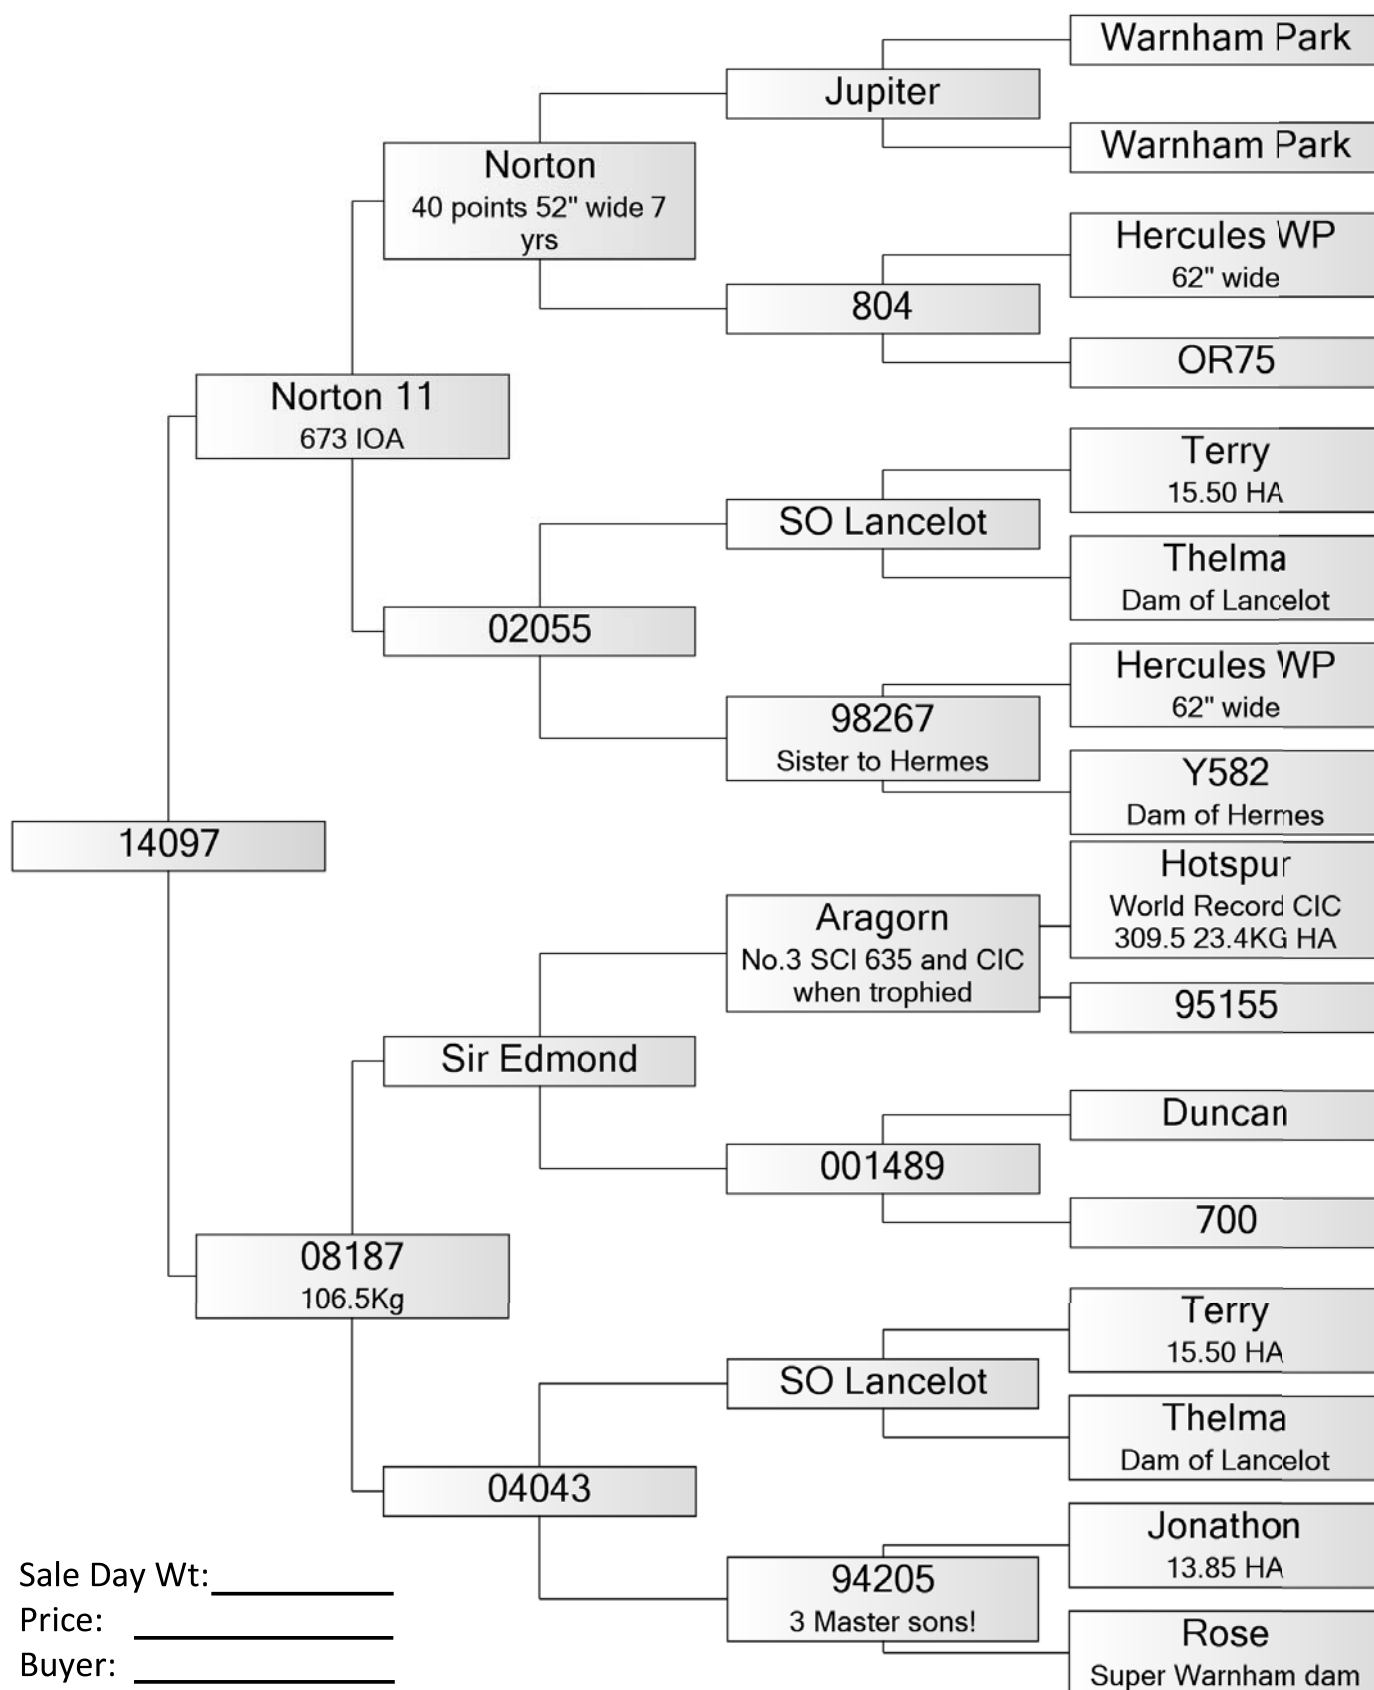 Warnham Park
Jupiter
Warnham Park
Norton
40 points 52" wide 7
yrs
Hercules WP
62" wide
804
OR75
Norton 11
673 IOA
Terry
15.50 HA
SO Lancelot
Thelma
Dam of Lancelot
02055
Hercules WP
62" wide
98267
Sister to Hermes
Y582
Dam of Hermes
14097
Hotspur
World Record CIC
309.5 23.4KG HA
Aragorn
No.3 SCI 635 and CIC
when trophied
95155
Sir Edmond
Duncan
001489
700
08187
106.5Kg
Terry
15.50 HA
SO Lancelot
Thelma
Dam of Lancelot
04043
Jonathon
13.85 HA
94205
3 Master sons!
Rose
Super Warnham dam
Sale Day Wt:
Price:
Buyer: